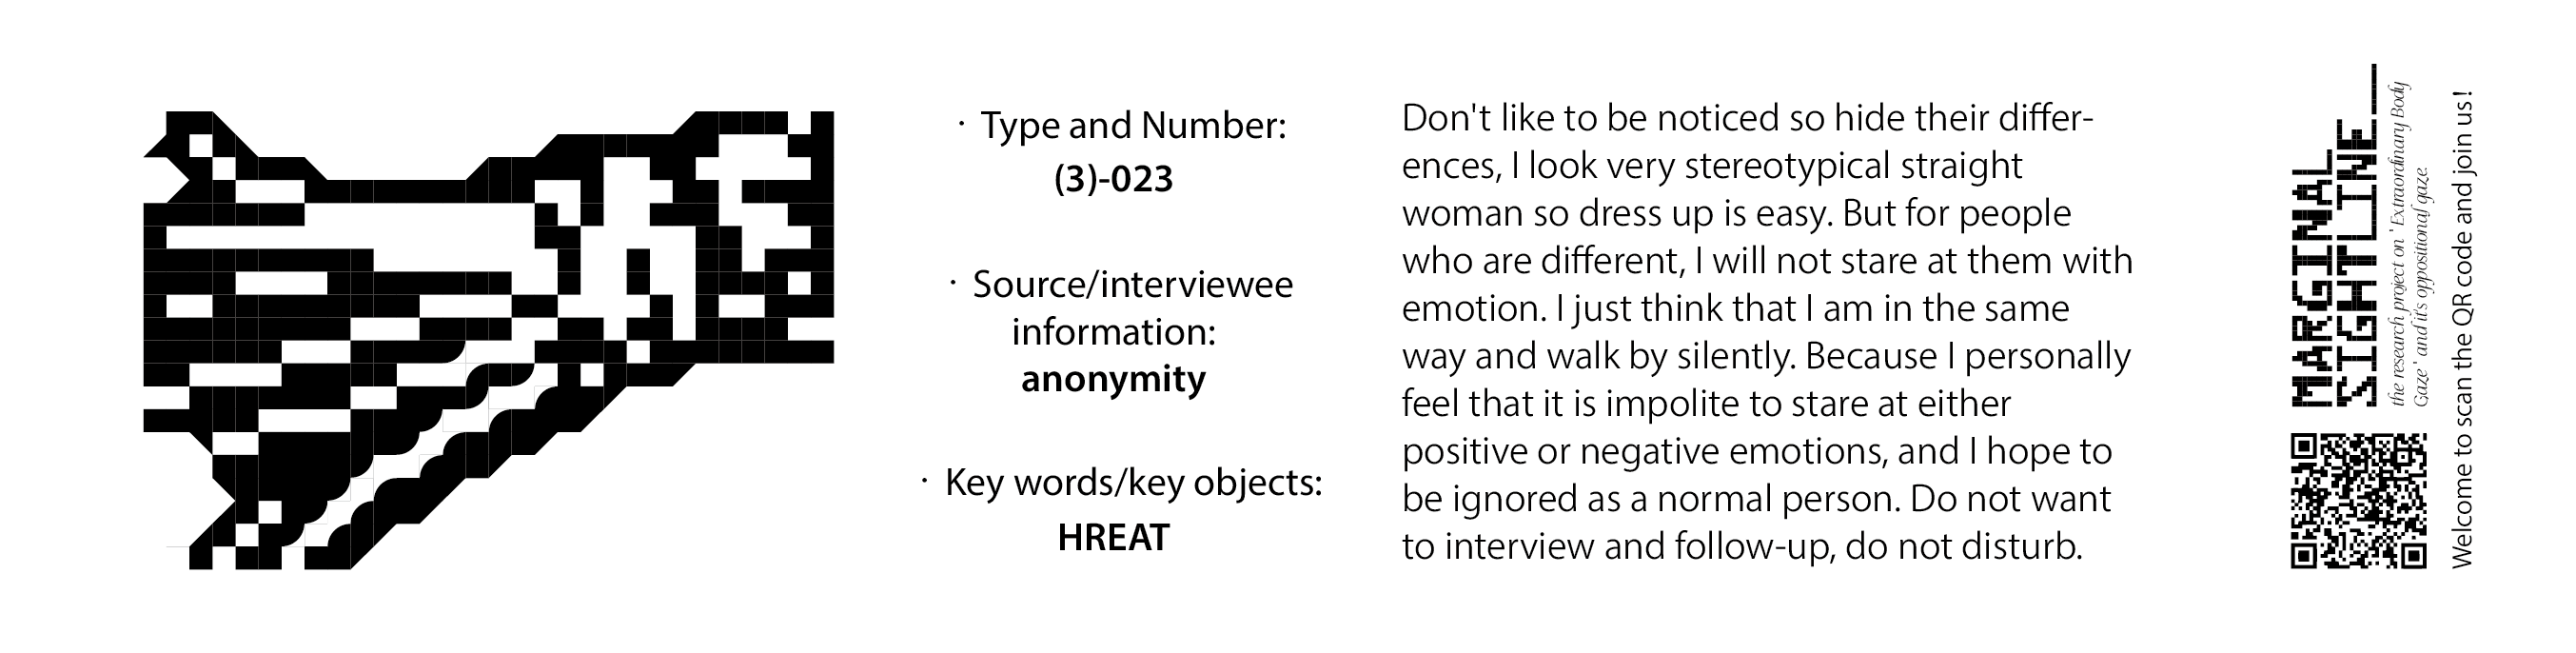 · Type and Number:
(3)-023
· Source/interviewee
information:
anonymity
· Key words/key objects:
HREAT
Don't like to be noticed so hide their differ-
ences, I look very stereotypical straight
woman so dress up is easy. But for people
who are different, I will not stare at them with
emotion. I just think that I am in the same
way and walk by silently. Because I personally
feel that it is impolite to stare at either
positive or negative emotions, and I hope to
be ignored as a normal person. Do not want
to interview and follow-up, do not disturb.
MARGINAL
SIGHTLINE__
the research project on 'Extraordinary Body
Gaze' and it's oppositional gaze.
Welcome to scan the QR code and join us!